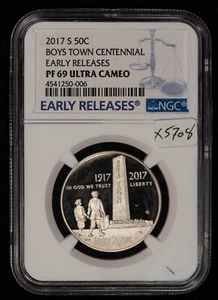 2017 S 50C
BOYS TOWN CENTENNIAL
EARLY RELEASES
PF 69 ULTRA CAMEO
4541250-006
EARLY RELEASES
NGC
X5708
1917 2017
IN GOD WE TRUST LIBERTY